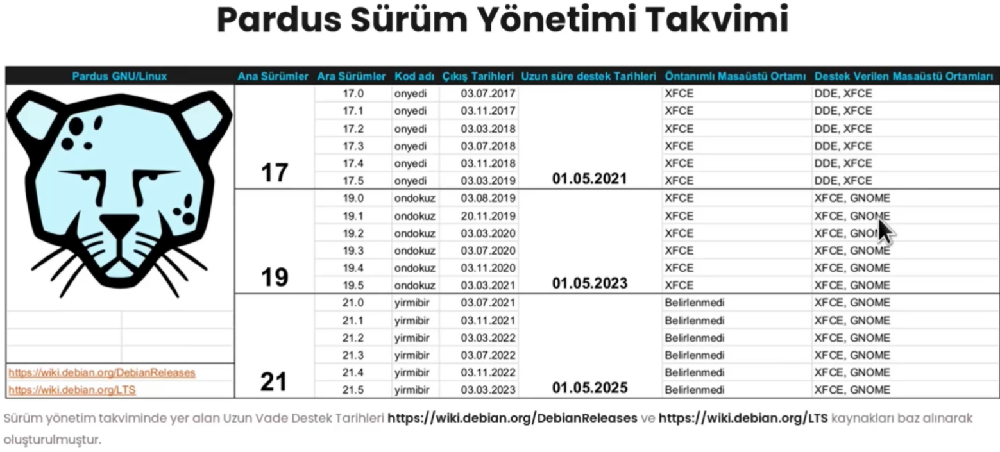 Pardus Sürüm Yönetimi Takvimi
Pardus GNU/Linux Ana Sürümler Ara Sürümler Kod adı Çıkış Tarihleri Uzun süre destek Tarihleri Öntanımlı Masaüstü Ortamı Destek Verilen Masaüstü Ortamları
17.0 onyedi 03.07.2017 XFCE DDE, XFCE
17.1 onyedi 03.11.2017 XFCE DDE, XFCE
17.2 onyedi 03.03.2018 XFCE DDE, XFCE
17.3 onyedi 03.07.2018 XFCE DDE, XFCE
17.4 onyedi 03.11.2018 XFCE DDE, XFCE
17 17.5 onyedi 03.03.2019 01.05.2021 XFCE DDE, XFCE
19.0 ondokuz 03.08.2019 XFCE XFCE, GNOME
19.1 ondokuz 20.11.2019 XFCE XFCE, GNOME
19.2 ondokuz 03.03.2020 XFCE XFCE, GNOME
19.3 ondokuz 03.07.2020 XFCE XFCE, GNOME
19.4 ondokuz 03.11.2020 XFCE XFCE, GNOME
19 19.5 ondokuz 03.03.2021 01.05.2023 XFCE XFCE, GNOME
21.0 yirmibir 03.07.2021 Belirlenmedi XFCE, GNOME
21.1 yirmibir 03.11.2021 Belirlenmedi XFCE, GNOME
21.2 yirmibir 03.03.2022 Belirlenmedi XFCE, GNOME
21.3 yirmibir 03.07.2022 Belirlenmedi XFCE, GNOME
https://wiki.debian.org/DebianReleases 21.4 yirmibir 03.11.2022 Belirlenmedi XFCE, GNOME
https://wiki.debian.org/LTS 21 21.5 yirmibir 03.03.2023 01.05.2025 Belirlenmedi XFCE, GNOME
Sürüm yönetim takviminde yer alan Uzun Vade Destek Tarihleri https://wiki.debian.org/DebianReleases ve https://wiki.debian.org/LTS kaynakları baz alınarak
oluşturulmuştur.